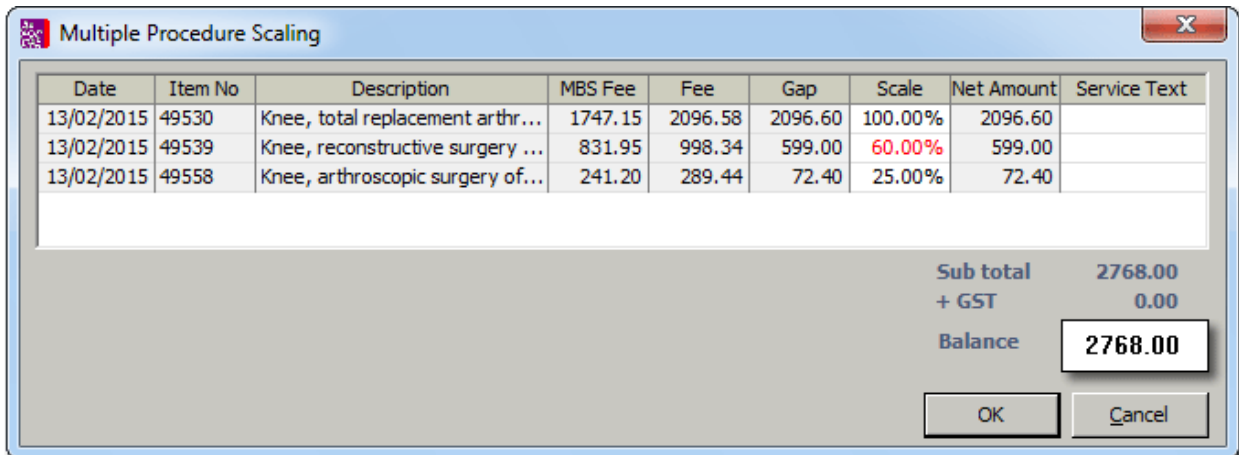 Multiple Procedure Scaling
Date Item No Description MBS Fee Fee Gap Scale Net Amount Service Text
13/02/2015 49530 Knee, total replacement arthr... 1747.15 2096.58 2096.60 100.00% 2096.60
13/02/2015 49539 Knee, reconstructive surgery ... 831.95 998.34 599.00 60.00% 599.00
13/02/2015 49558 Knee, arthroscopic surgery of... 241.20 289.44 72.40 25.00% 72.40
Sub total 2768.00
+ GST 0.00
Balance 2768.00
OK Cancel